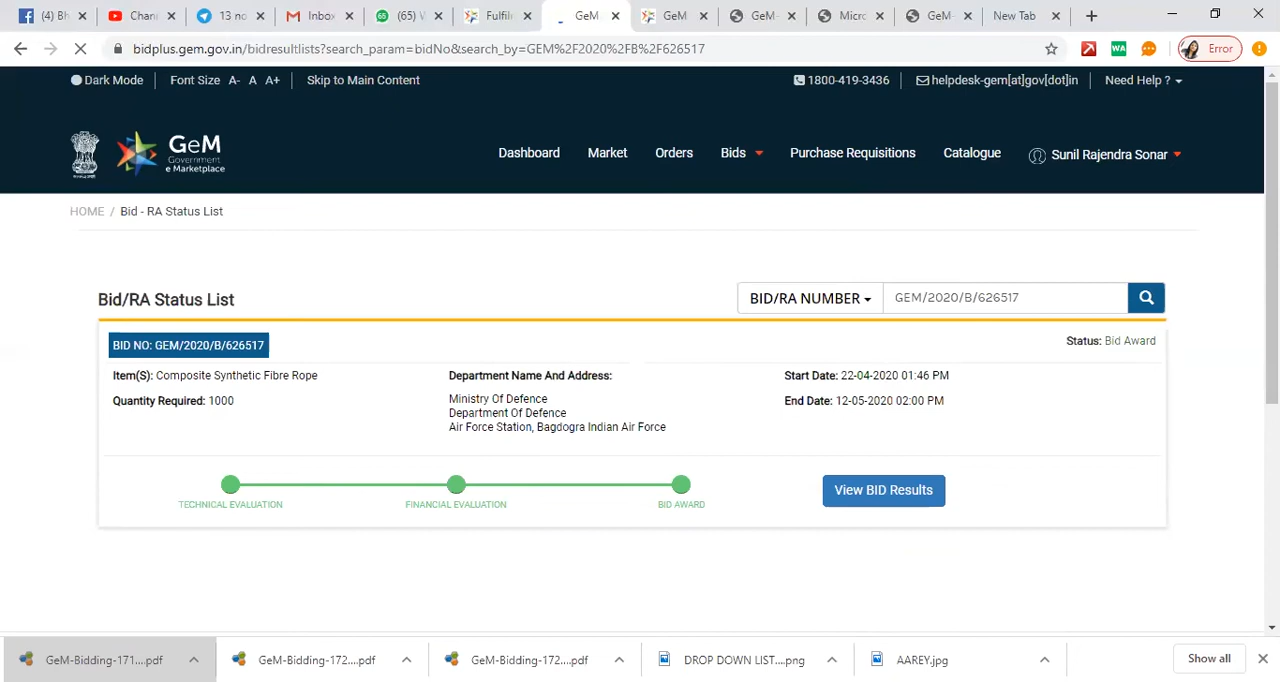 (4) Bh
Chan
13 no
Inbo
(65) W
Fulfil
GeM
GeM
GeM-
Micro
GeM-
New Tab
bidplus.gem.gov.in/bidresultlists?search_param=bidNo&search_by=GEM%2F2020%2FB%2F626517
Error
Dark Mode
Font Size A- A A+
Skip to Main Content
1800-419-3436
helpdesk-gem[at]gov[dot]in
Need Help ?
GeM
Government
e Marketplace
Dashboard
Market
Orders
Bids
Purchase Requisitions
Catalogue
Sunil Rajendra Sonar
HOME / Bid - RA Status List
Bid/RA Status List
BID/RA NUMBER
GEM/2020/B/626517
BID NO: GEM/2020/B/626517
Status: Bid Award
Item(S): Composite Synthetic Fibre Rope
Quantity Required: 1000
Department Name And Address:
Ministry Of Defence
Department Of Defence
Air Force Station, Bagdogra Indian Air Force
Start Date: 22-04-2020 01:46 PM
End Date: 12-05-2020 02:00 PM
TECHNICAL EVALUATION
FINANCIAL EVALUATION
BID AWARD
View BID Results
GeM-Bidding-171....pdf
GeM-Bidding-172....pdf
GeM-Bidding-172....pdf
DROP DOWN LIST....png
AAREY.jpg
Show all